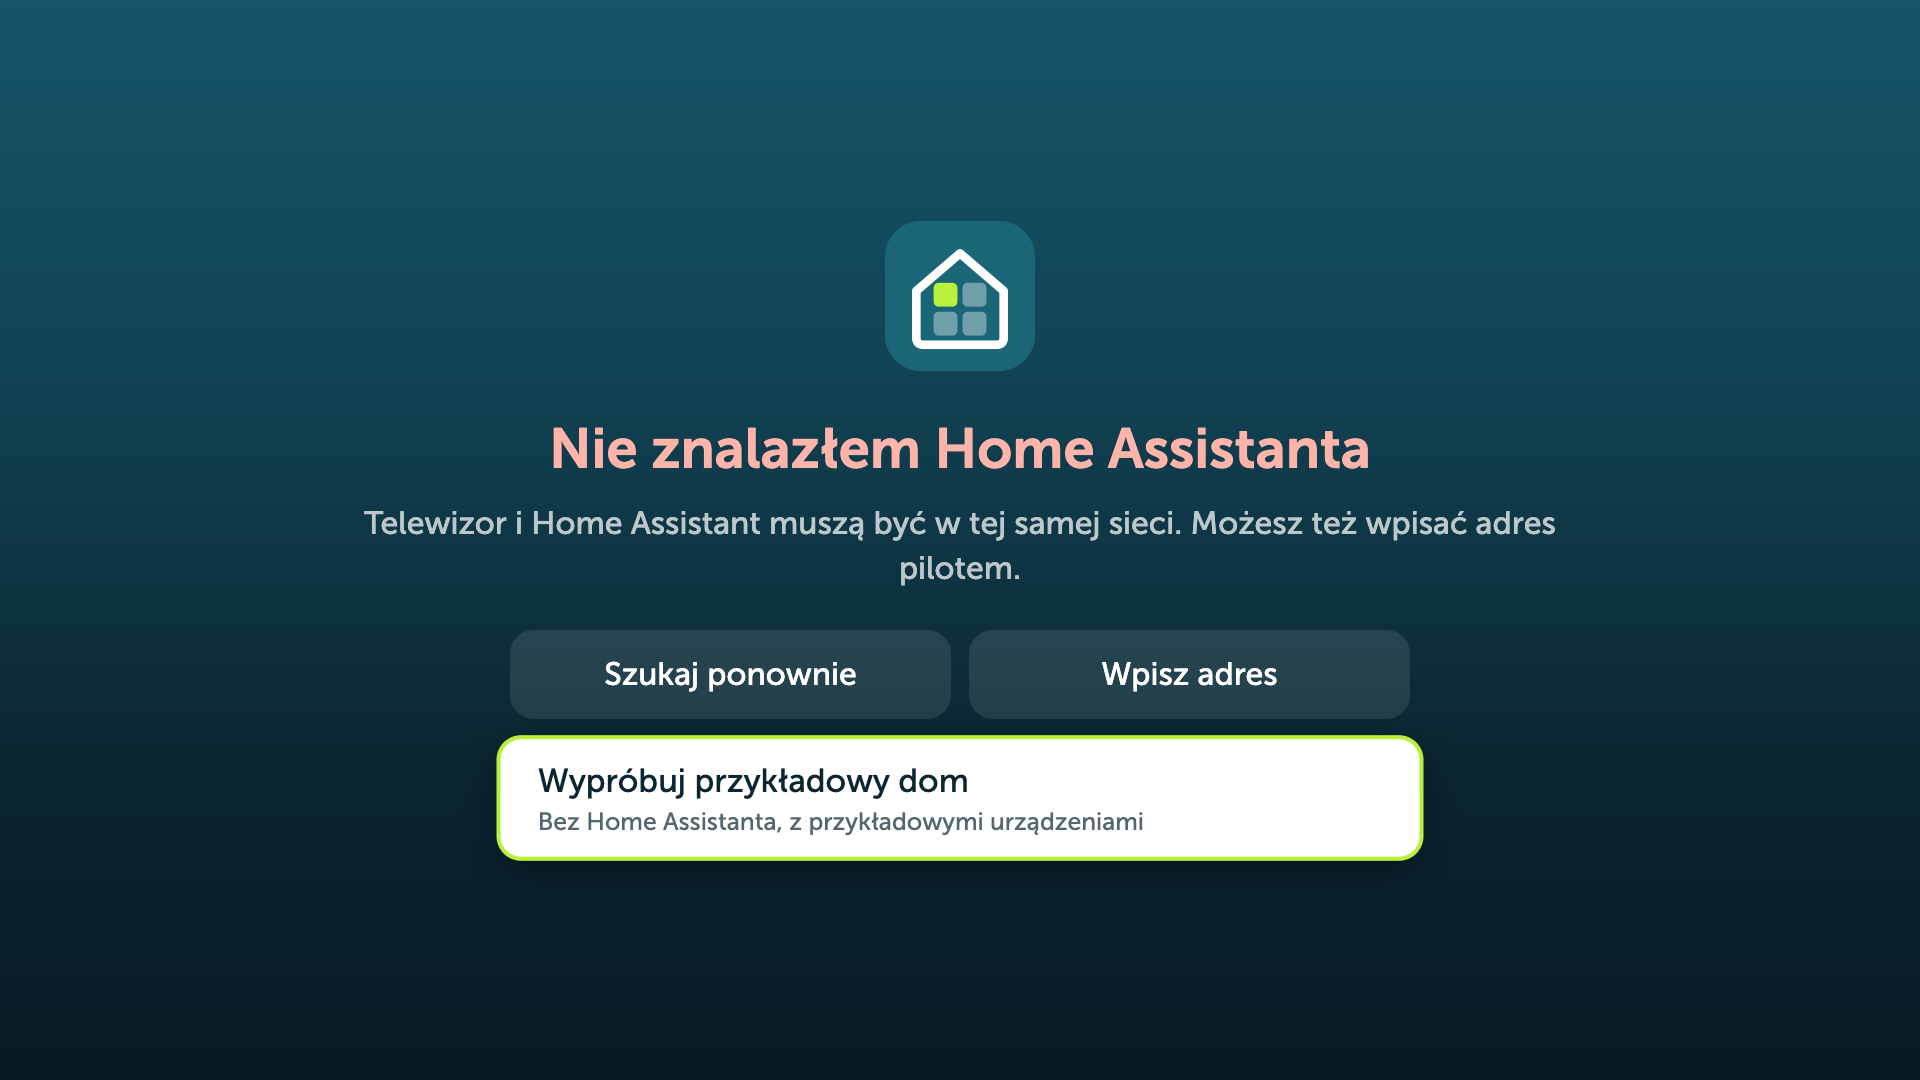 Nie znalazłem Home Assistanta
Telewizor i Home Assistant muszą być w tej samej sieci. Możesz też wpisać adres
pilotem.
Szukaj ponownie
Wpisz adres
Wypróbuj przykładowy dom
Bez Home Assistanta, z przykładowymi urządzeniami